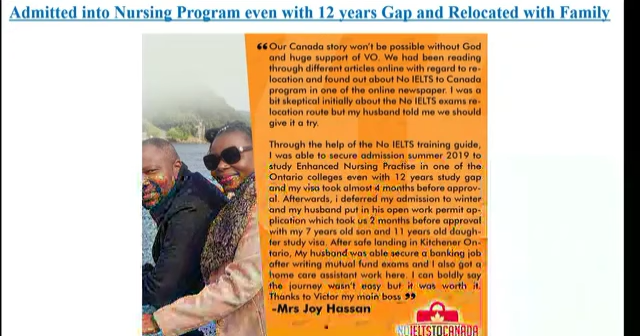 Admitted into Nursing Program even with 12 years Gap and Relocated with Family
“Our Canada story won't be possible without God
and huge support of VO. We had been reading
through different articles online with regard to re-
location and found out about No IELTS to Canada
program in one of the online newspaper. I was a
bit skeptical initially about the No IELTS exams re-
location route but my husband told me we should
give it a try.
Through the help of the No IELTS training guide,
I was able to secure admission summer 2019 to
study Enhanced Nursing Practise in one of the
Ontario colleges even with 12 years study gap
and my visa took almost 4 months before approv-
al. Afterwards, i deferred my admission to winter
and my husband put in his open work permit ap-
plication which took us 2 months before approval
with my 7 years old son and 11 years old daugh-
ter study visa. After safe landing in Kitchener On-
tario, My husband was able secure a banking job
after writing mutual fund exams and I also got a
home care assistant work here. I can boldly say
the journey wasn't easy but it was worth it.
Thanks to Victor my main boss ”
-Mrs Joy Hassan
NOIELTSTOCANADA